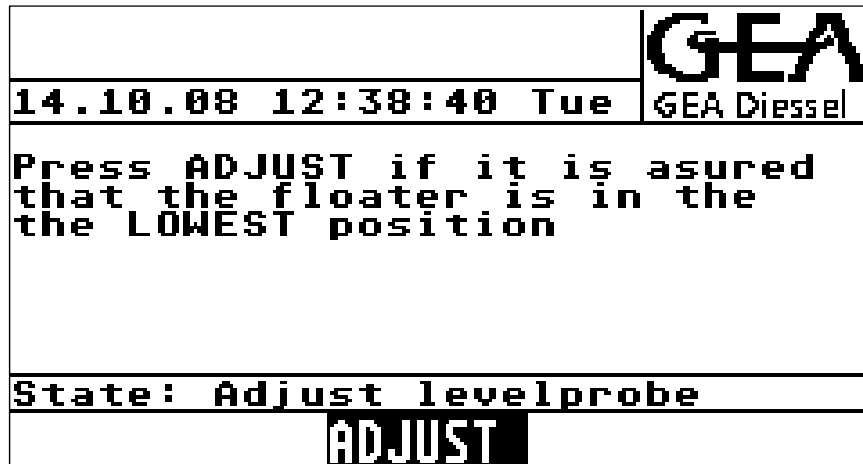 GEA
14.10.08 12:38:40 Tue
GEA Diessel
Press ADJUST if it is asured
that the floater is in the
the LOWEST position
State: Adjust levelprobe
ADJUST